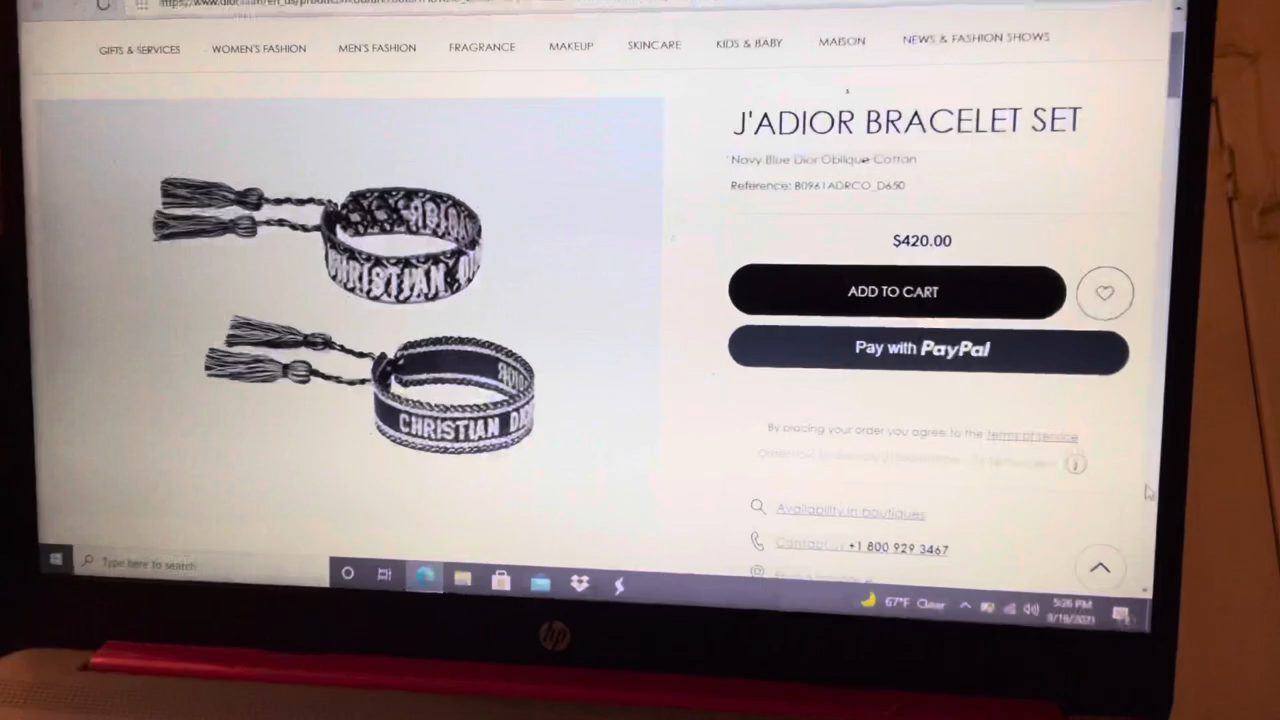 GIFTS & SERVICES WOMEN'S FASHION MEN'S FASHION FRAGRANCE MAKEUP SKINCARE KIDS & BABY MAISON NEWS & FASHION SHOWS
J'ADIOR BRACELET SET
Navy Blue Dior Oblique Cotton
Reference: B0961ADRCO_D650
$420.00
ADD TO CART
Pay with PayPal
CHRISTIAN
CHRISTIAN
By placing your order you agree to the terms of service
Availability in boutiques
Contact us +1 800 929 3467
Type here to search
67°F Clear
5:26 PM
hp